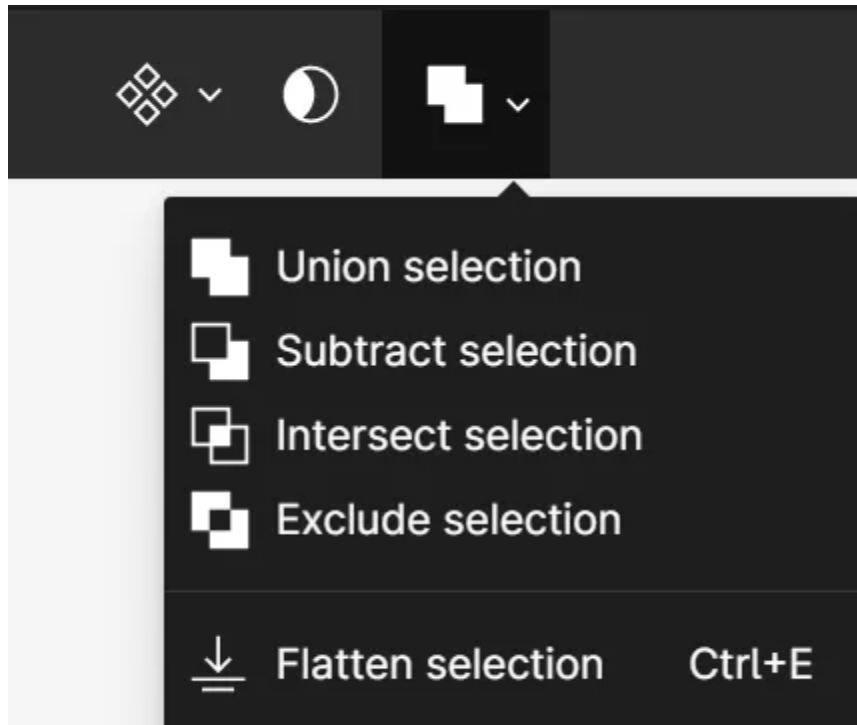 Union selection
Subtract selection
Intersect selection
Exclude selection
Flatten selection Ctrl+E